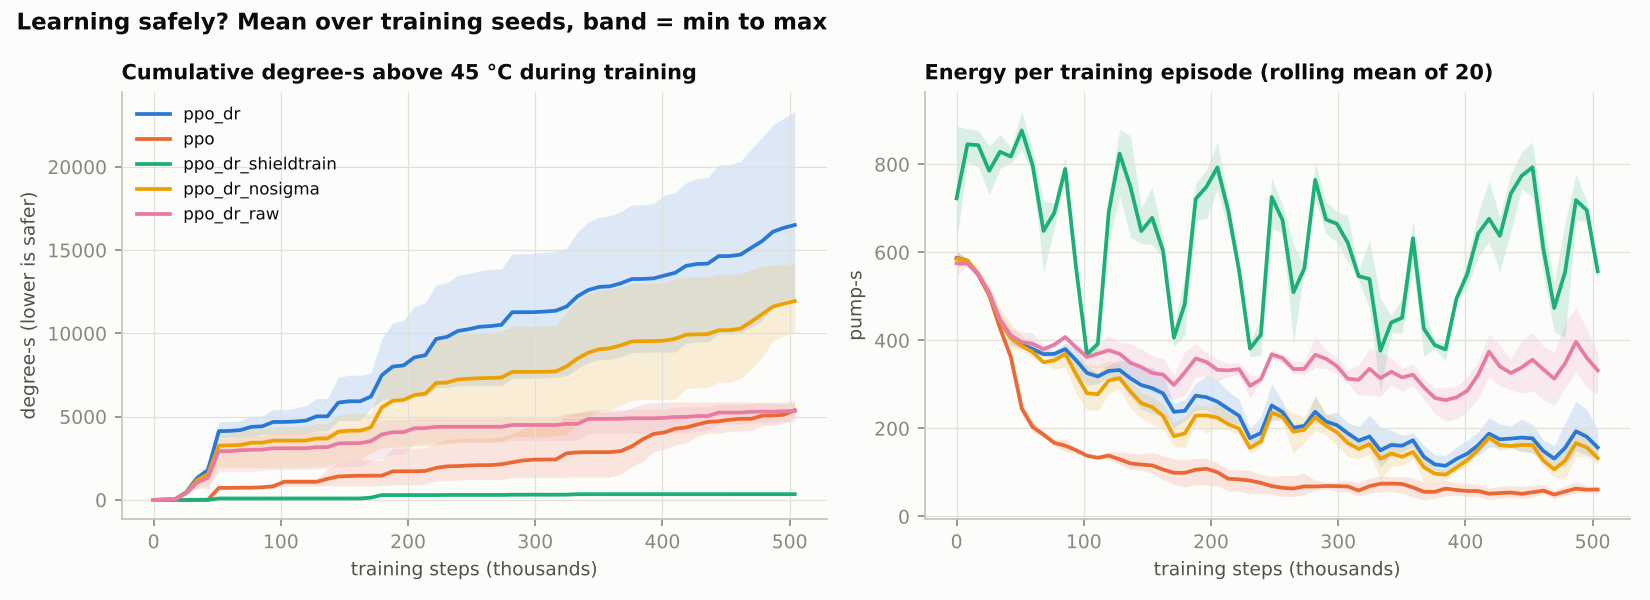 Learning safely? Mean over training seeds, band = min to max
Cumulative degree-s above 45 °C during training
degree-s (lower is safer)
20000
15000
10000
5000
0
ppo_dr
ppo
ppo_dr_shieldtrain
ppo_dr_nosigma
ppo_dr_raw
0 100 200 300 400 500
training steps (thousands)
Energy per training episode (rolling mean of 20)
pump-s
800
600
400
200
0
0 100 200 300 400 500
training steps (thousands)